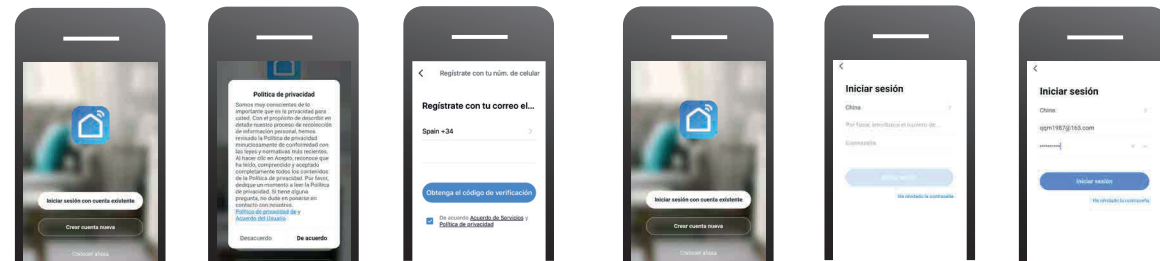 Iniciar sesión con cuenta existente
Crear cuenta nueva
Política de privacidad
Somos muy conscientes de lo
importante que es la privacidad para
usted. Con el propósito de describir en
detalle nuestro proceso de recolección
de información personal, hemos
revisado la Política de privacidad
minuciosamente de conformidad con
las leyes y normativas más recientes.
Al hacer clic en Acepto, reconoce que
ha leído, comprendido y aceptado
completamente todos los contenidos
de la Política de privacidad. Por favor,
dedique un momento a leer la Política
de privacidad. Si tiene alguna
pregunta, no dude en ponerse en
contacto con nosotros.
Política de privacidad de y
Acuerdo del Usuario
Desacuerdo De acuerdo
Regístrate con tu núm. de celular
Regístrate con tu correo el...
Spain +34
Obtenga el código de verificación
De acuerdo Acuerdo de Servicios y
Política de privacidad
Iniciar sesión con cuenta existente
Crear cuenta nueva
Iniciar sesión
China
Por favor, introduzca el número de...
Contraseña
Iniciar sesión
He olvidado la contraseña
Iniciar sesión
China
qqm1987@163.com
Iniciar sesión
He olvidado la contraseña